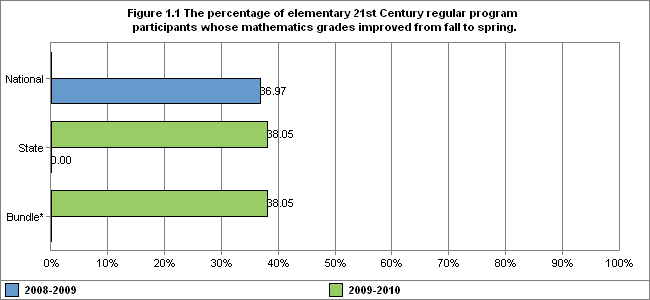 Figure 1.1 The percentage of elementary 21st Century regular program
participants whose mathematics grades improved from fall to spring.
National
36.97
38.05
State
0.00
38.05
Bundle*
0% 10% 20% 30% 40% 50% 60% 70% 80% 90% 100%
2008-2009 2009-2010